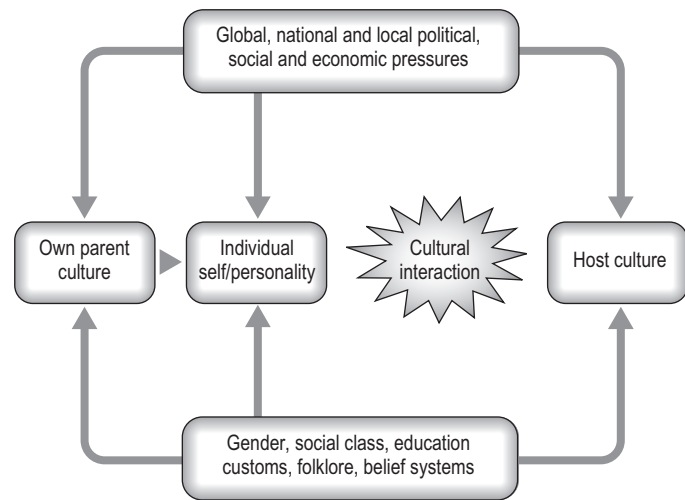 Global, national and local political,
social and economic pressures
Own parent
culture
Individual
self/personality
Cultural
interaction
Host culture
Gender, social class, education
customs, folklore, belief systems